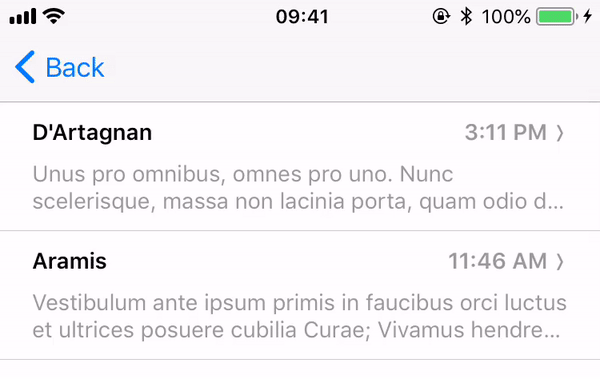 09:41 100%
Back
D'Artagnan 3:11 PM
Unus pro omnibus, omnes pro uno. Nunc
scelerisque, massa non lacinia porta, quam odio d...
Aramis 11:46 AM
Vestibulum ante ipsum primis in faucibus orci luctus
et ultrices posuere cubilia Curae; Vivamus hendre...